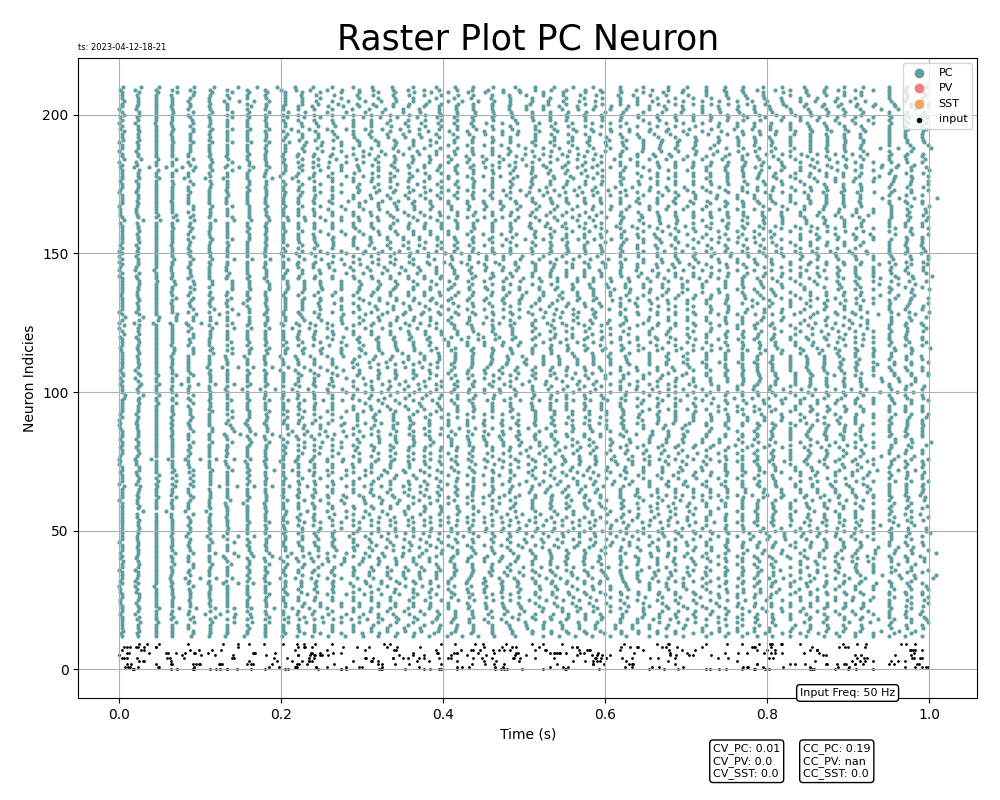 Raster Plot PC Neuron
ts: 2023-04-12-18-21
PC
PV
SST
input
200
150
100
50
0
Neuron Indicies
0.0 0.2 0.4 0.6 0.8 1.0
Time (s)
Input Freq: 50 Hz
CV_PC: 0.01
CV_PV: 0.0
CV_SST: 0.0
CC_PC: 0.19
CC_PV: nan
CC_SST: 0.0